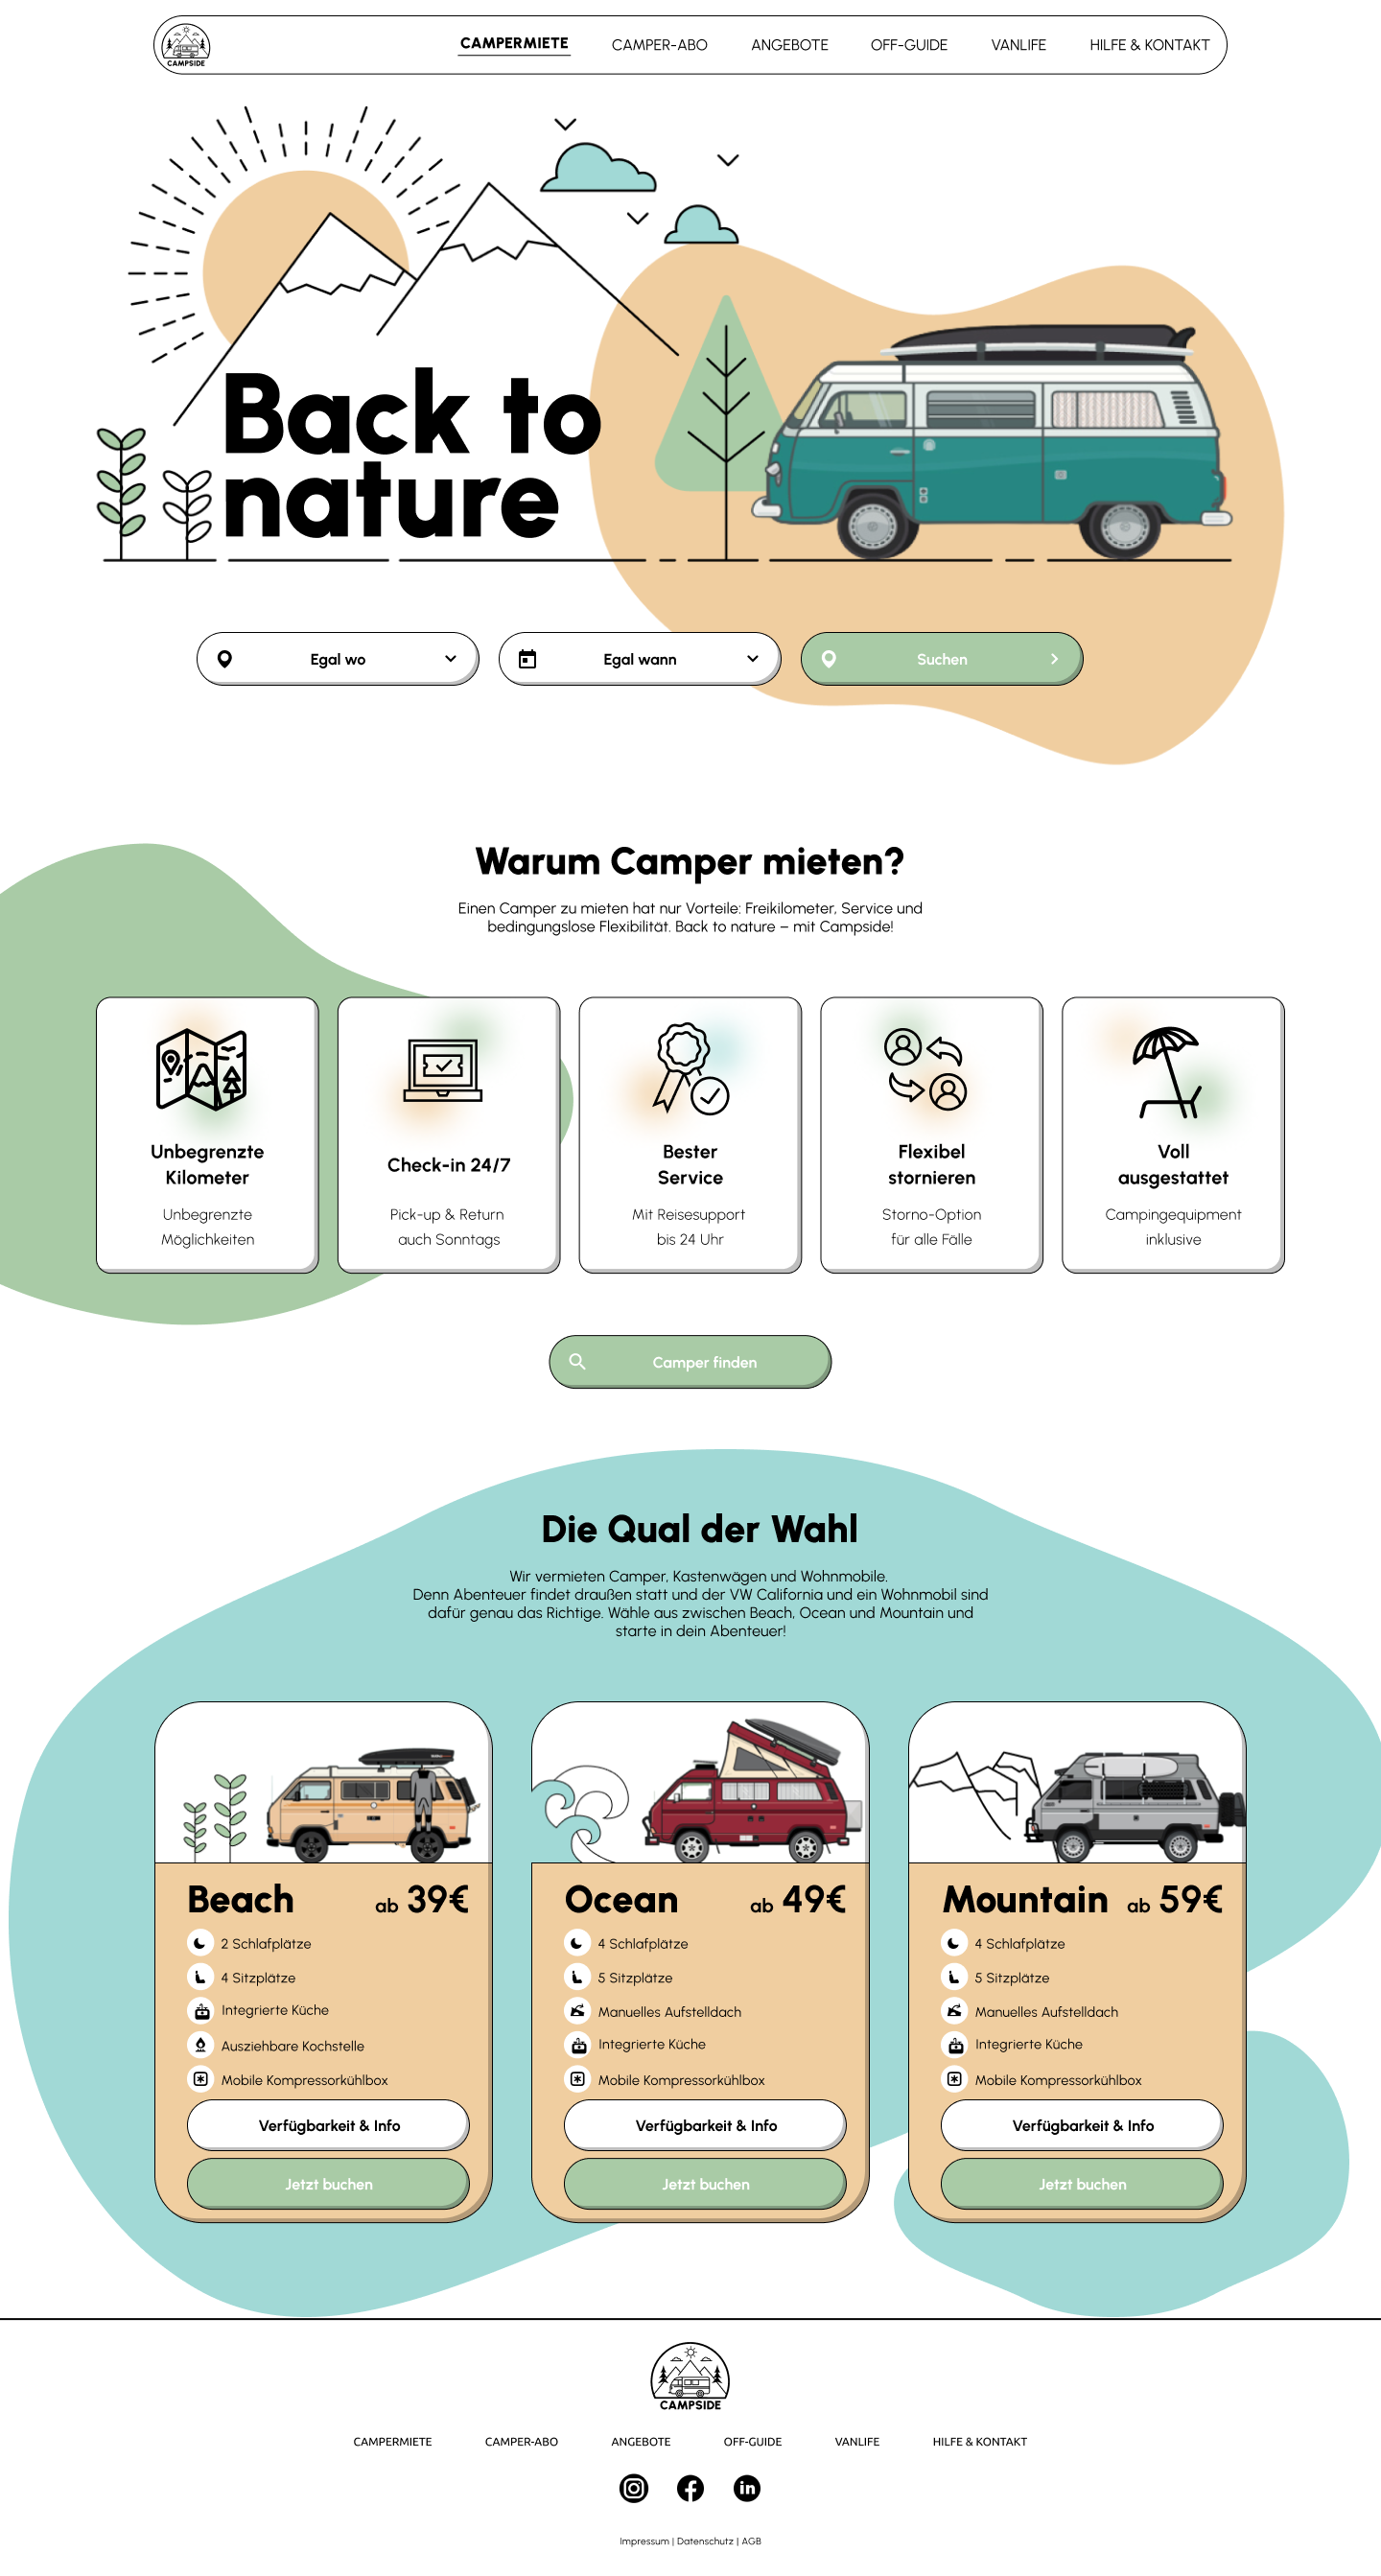 CAMPSIDE
CAMPERMIETE
CAMPER-ABO
ANGEBOTE
OFF-GUIDE
VANLIFE
HILFE & KONTAKT
Back to
nature
Egal wo
Egal wann
Suchen
Warum Camper mieten?
Einen Camper zu mieten hat nur Vorteile: Freikilometer, Service und
bedingungslose Flexibilität. Back to nature – mit Campside!
Unbegrenzte
Kilometer
Unbegrenzte
Möglichkeiten
Check-in 24/7
Pick-up & Return
auch Sonntags
Bester
Service
Mit Reisesupport
bis 24 Uhr
Flexibel
stornieren
Storno-Option
für alle Fälle
Voll
ausgestattet
Campingequipment
inklusive
Camper finden
Die Qual der Wahl
Wir vermieten Camper, Kastenwägen und Wohnmobile.
Denn Abenteuer findet draußen statt und der VW California und ein Wohnmobil sind
dafür genau das Richtige. Wähle aus zwischen Beach, Ocean und Mountain und
starte in dein Abenteuer!
Beach ab 39€
2 Schlafplätze
4 Sitzplätze
Integrierte Küche
Ausziehbare Kochstelle
Mobile Kompressorkühlbox
Verfügbarkeit & Info
Jetzt buchen
Ocean ab 49€
4 Schlafplätze
5 Sitzplätze
Manuelles Aufstelldach
Integrierte Küche
Mobile Kompressorkühlbox
Verfügbarkeit & Info
Jetzt buchen
Mountain ab 59€
4 Schlafplätze
5 Sitzplätze
Manuelles Aufstelldach
Integrierte Küche
Mobile Kompressorkühlbox
Verfügbarkeit & Info
Jetzt buchen
CAMPSIDE
CAMPERMIETE
CAMPER-ABO
ANGEBOTE
OFF-GUIDE
VANLIFE
HILFE & KONTAKT
in
Impressum | Datenschutz | AGB